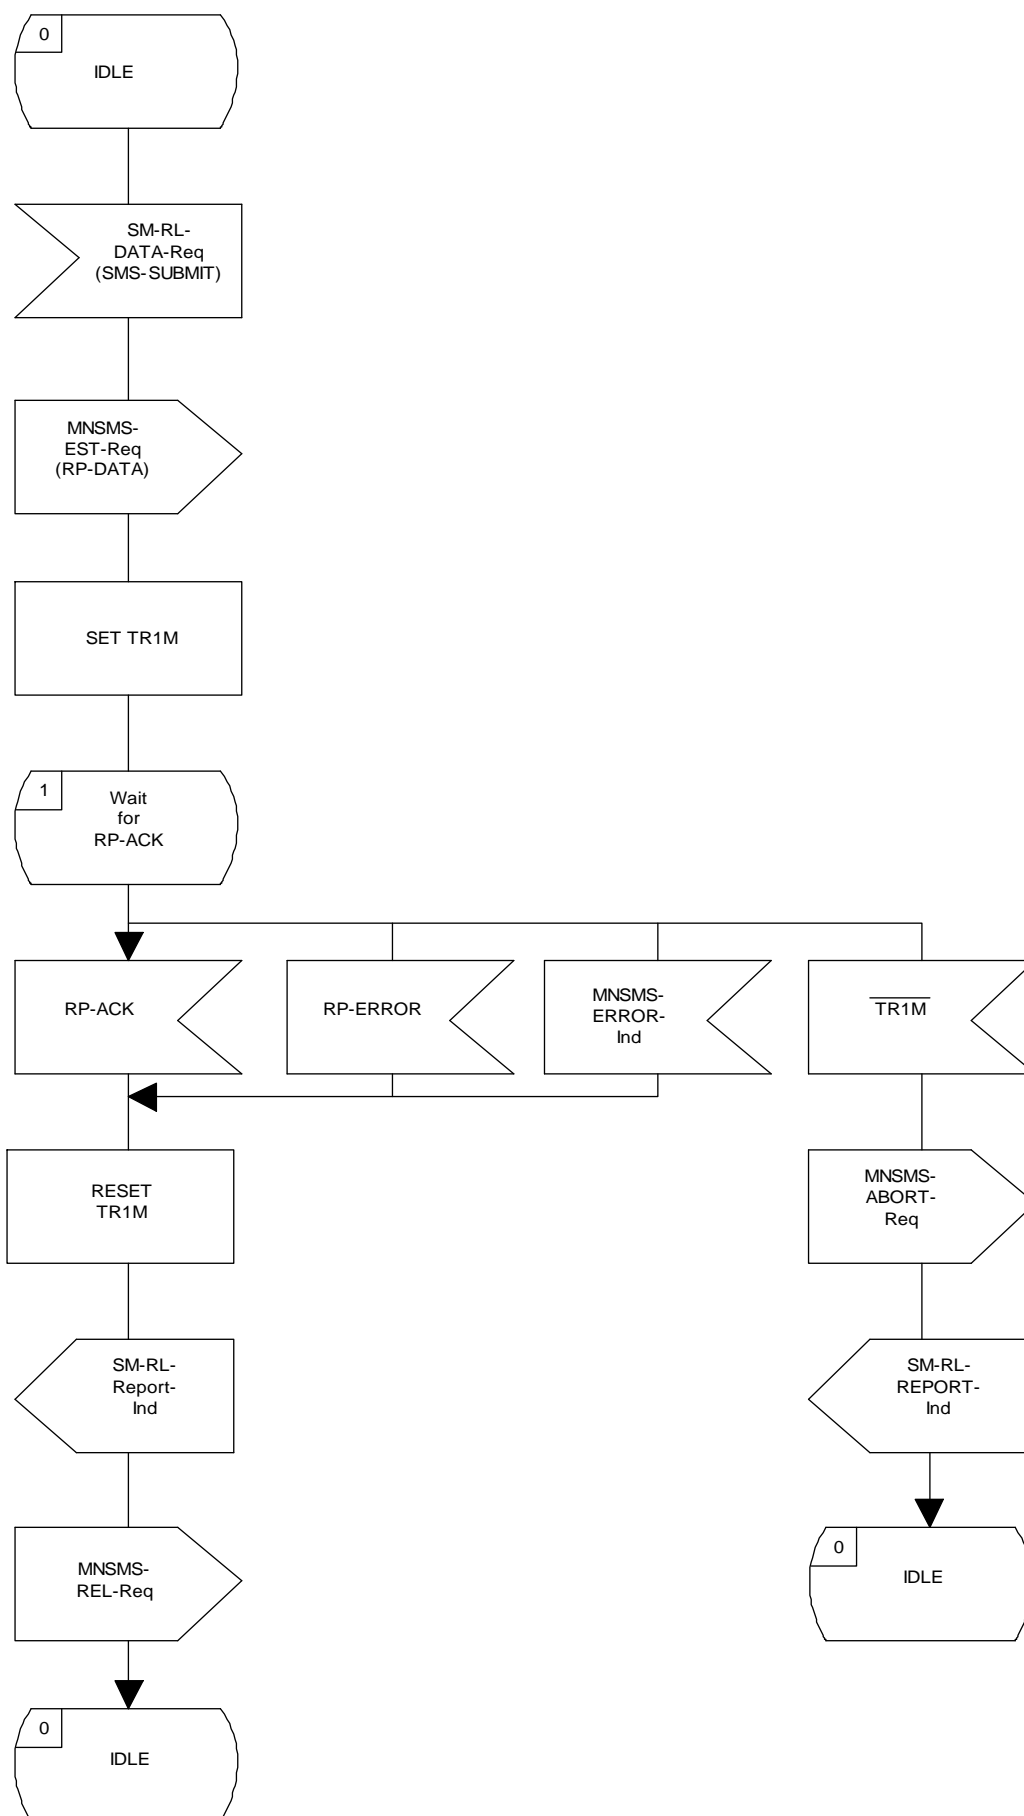 0
IDLE
SM-RL-
DATA-Req
(SMS-SUBMIT)
MNSMS-
EST-Req
(RP-DATA)
SET TR1M
1
Wait
for
RP-ACK
RP-ACK
RP-ERROR
MNSMS-
ERROR-
Ind
TR1M
RESET
TR1M
MNSMS-
ABORT-
Req
SM-RL-
Report-
Ind
SM-RL-
REPORT-
Ind
MNSMS-
REL-Req
0
IDLE
0
IDLE